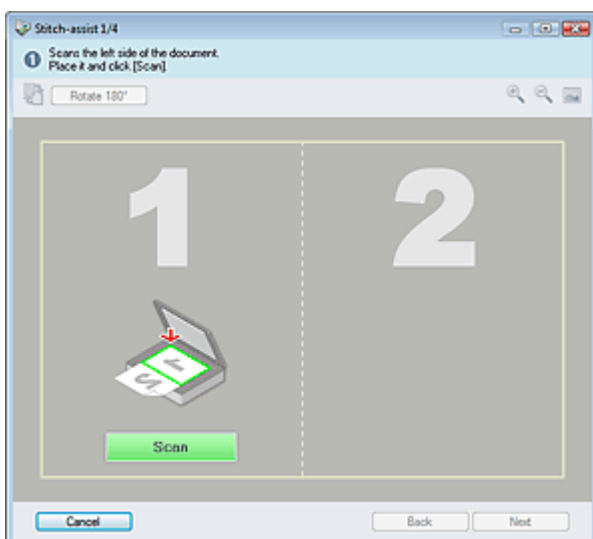 Stitch-assist 1/4
Scans the left side of the document.
Place it and click [Scan].
Rotate 180°
1 2
Scan
Cancel Back Next